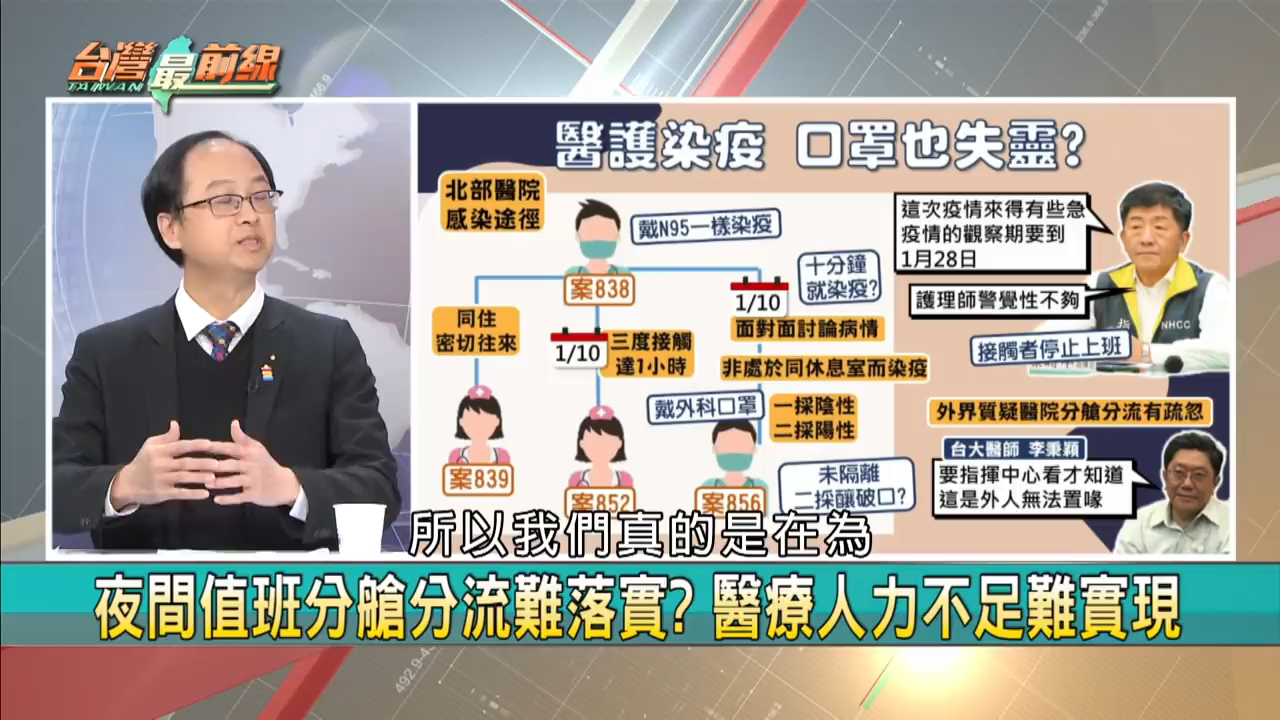 台灣最前線
TAIWAN
醫護染疫 口罩也失靈?
北部醫院
感染途徑
戴N95一樣染疫
案838
同住
密切往來
1/10
三度接觸
達1小時
十分鐘
就染疫?
1/10
面對面討論病情
非處於同休息室而染疫
戴外科口罩
一採陰性
二採陽性
案839
案852
案856
未隔離
二採釀破口?
這次疫情來得有些急
疫情的觀察期要到
1月28日
護理師警覺性不夠
指
NHCC
接觸者停止上班
外界質疑醫院分艙分流有疏忽
台大醫師 李秉穎
要指揮中心看才知道
這是外人無法置喙
所以我們真的是在為
夜間值班分艙分流難落實? 醫療人力不足難實現